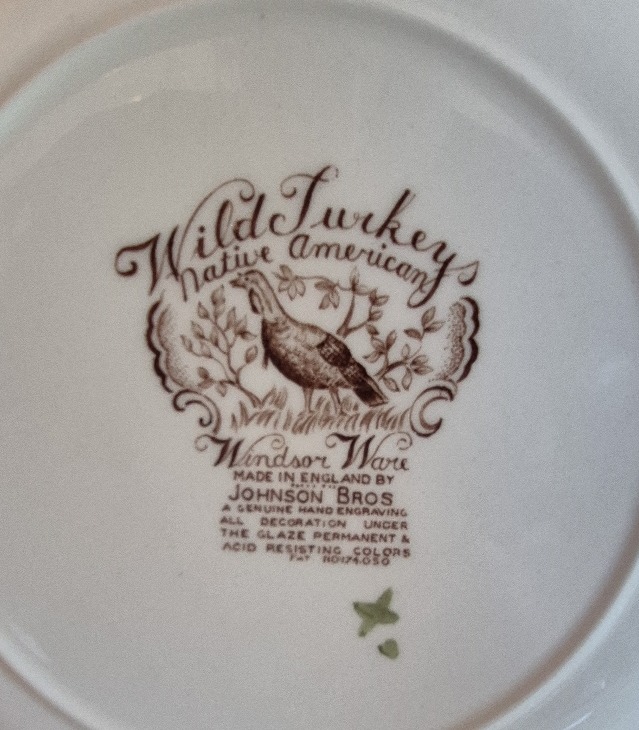 Wild Turkeys
Native American
Windsor Ware
MADE IN ENGLAND BY
JOHNSON BROS
A GENUINE HAND ENGRAVING
ALL DECORATION UNDER
THE GLAZE PERMANENT &
ACID RESISTING COLORS
PAT